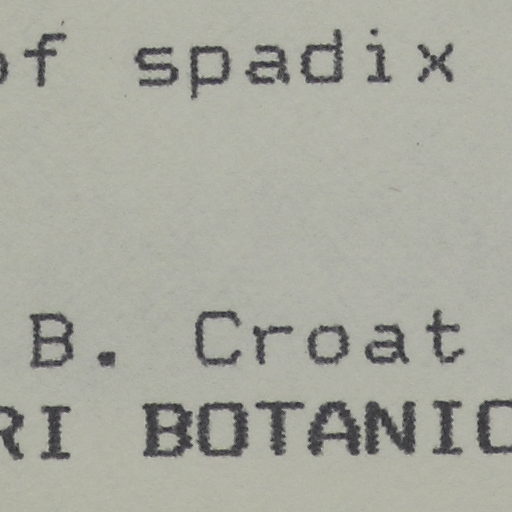 of spadix
B. Croat
RI BOTANIC